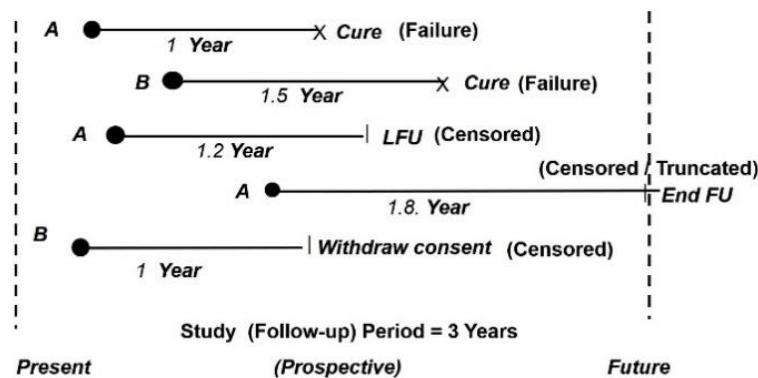 A 1 Year Cure (Failure)
B 1.5 Year Cure (Failure)
A 1.2 Year LFU (Censored)
(Censored / Truncated)
A 1.8. Year End FU
B 1 Year Withdraw consent (Censored)
Study (Follow-up) Period = 3 Years
Present (Prospective) Future